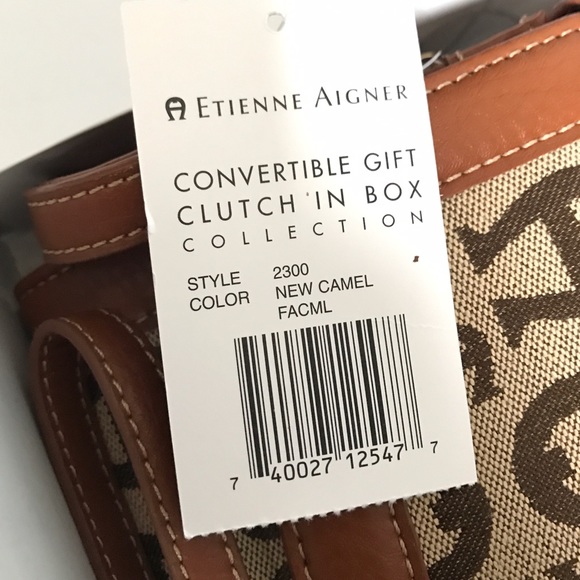 ETIENNE AIGNER
CONVERTIBLE GIFT
CLUTCH IN BOX
COLLECTION
STYLE 2300
COLOR NEW CAMEL
FACML
7 40027 12547 7